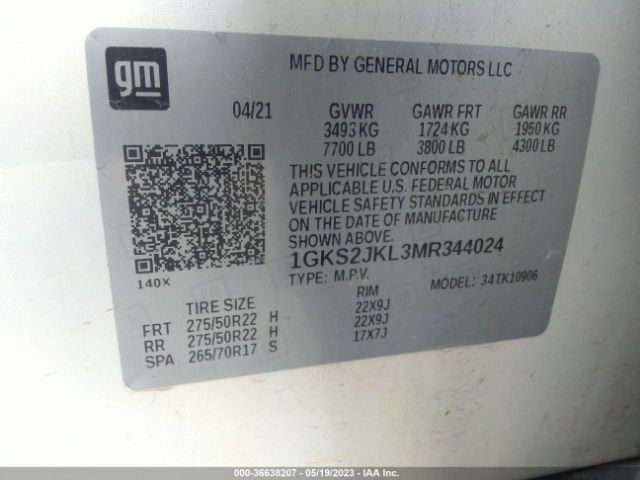 gm
MFD BY GENERAL MOTORS LLC
04/21 GVWR GAWR FRT GAWR RR
3493 KG 1724 KG 1950 KG
7700 LB 3800 LB 4300 LB
THIS VEHICLE CONFORMS TO ALL
APPLICABLE U.S. FEDERAL MOTOR
VEHICLE SAFETY STANDARDS IN EFFECT
ON THE DATE OF MANUFACTURE
SHOWN ABOVE.
1GKS2JKL3MR344024
140X
TYPE: M.P.V. MODEL: 34TK10906
TIRE SIZE RIM
FRT 275/50R22 H 22X9J
RR 275/50R22 H 22X9J
SPA 265/70R17 S 17X7J
000-36638207 - 05/19/2023 - IAA Inc.